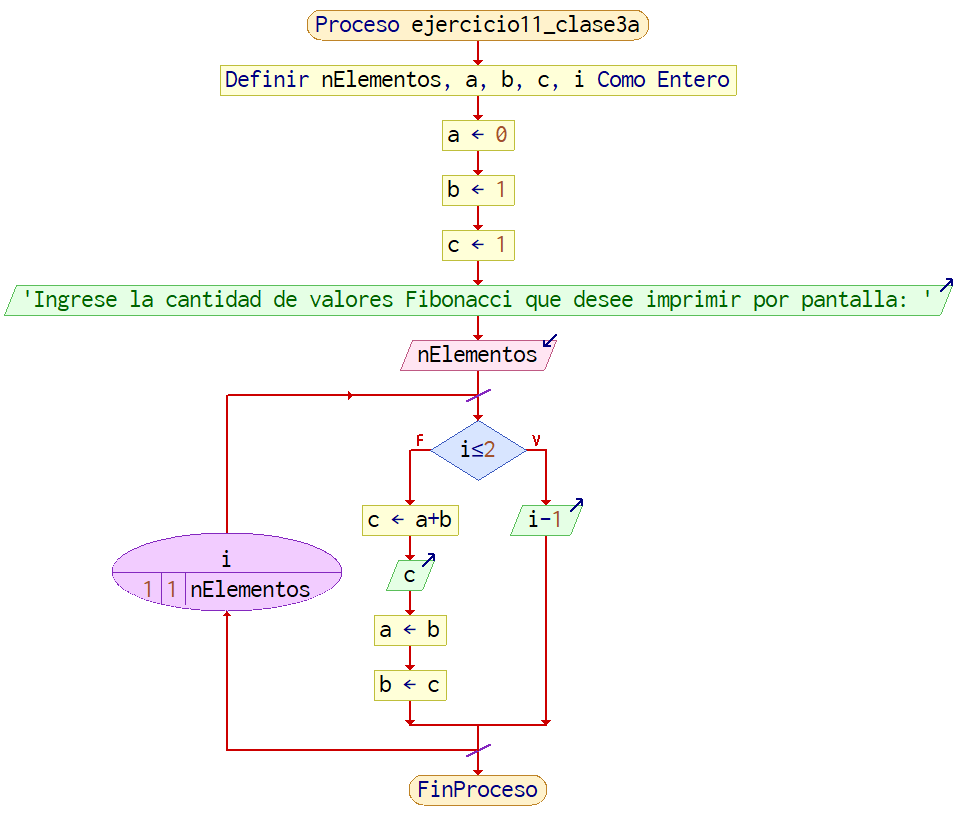 Proceso ejercicio11_clase3a
Definir nElementos, a, b, c, i Como Entero
a ← 0
b ← 1
c ← 1
'Ingrese la cantidad de valores Fibonacci que desee imprimir por pantalla: '
nElementos
F
V
i≤2
c ← a+b
i-1
i
1 1 nElementos
c
a ← b
b ← c
FinProceso